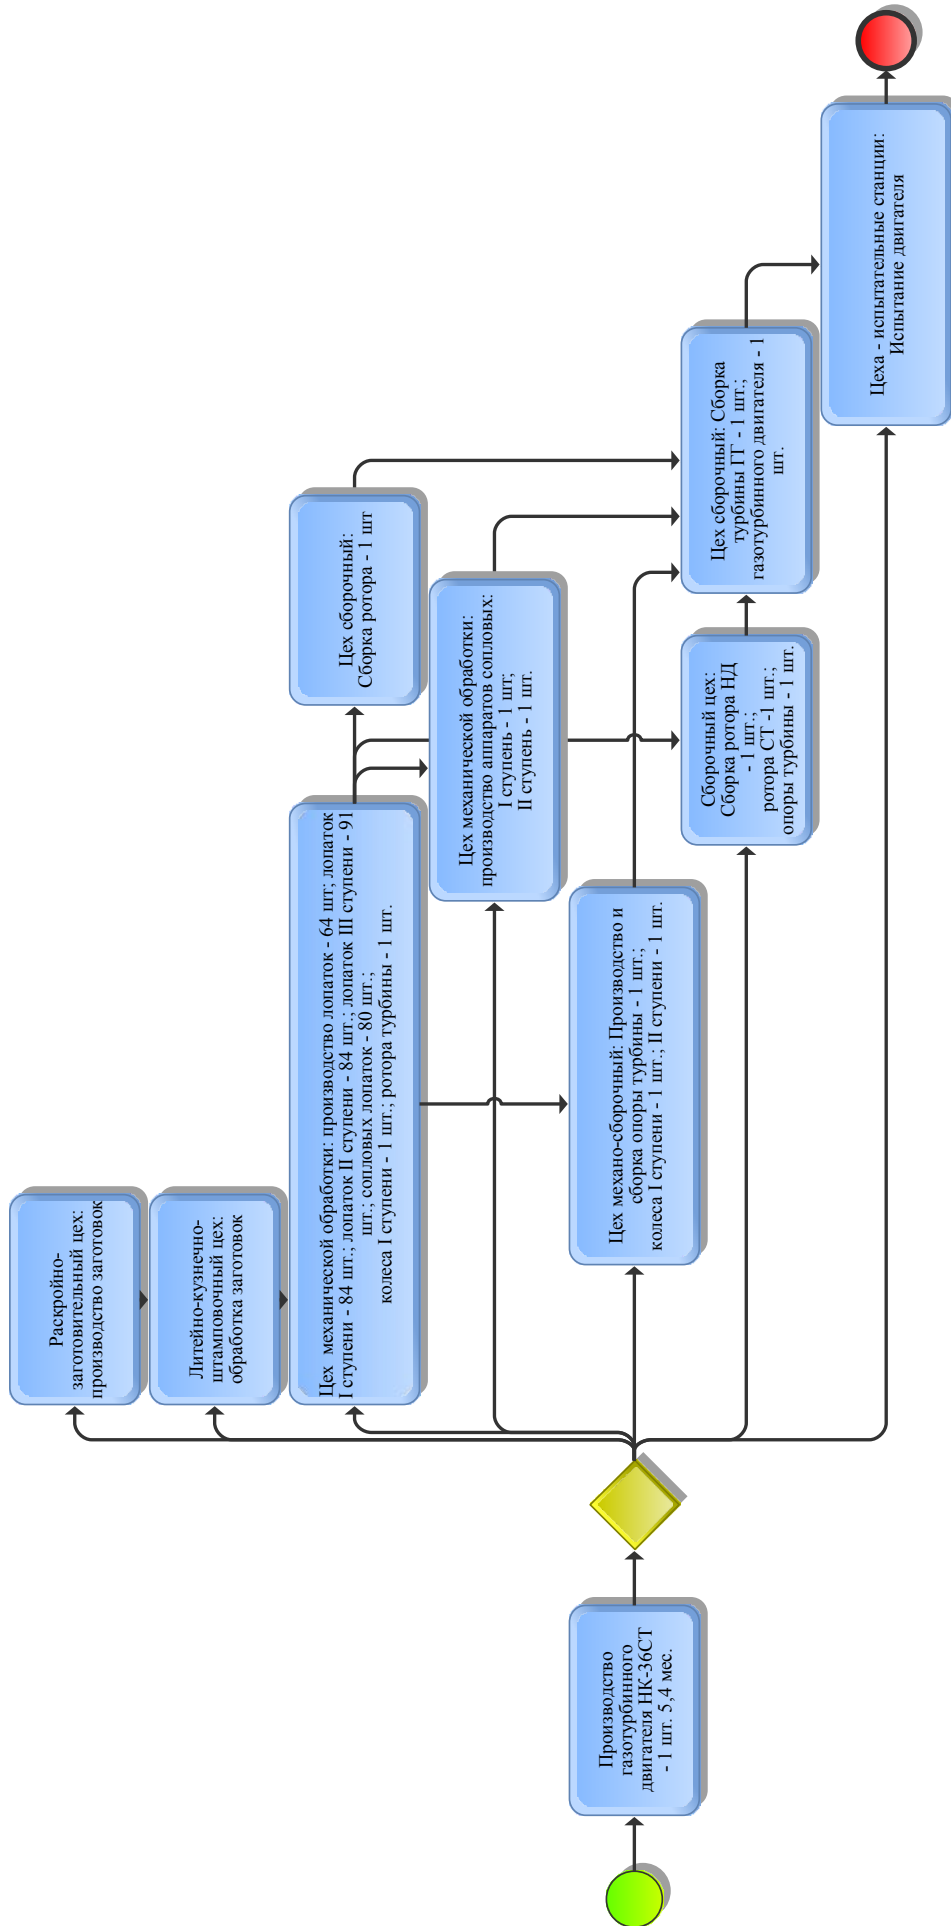 Раскройно-
заготовительный цех:
производство заготовок
Литейно-кузнечно-
штамповочный цех:
обработка заготовок
Цех механической обработки: производство лопаток - 64 шт; лопаток
I ступени - 84 шт.; лопаток II ступени - 84 шт.; лопаток III ступени - 91
шт.; сопловых лопаток - 80 шт.;
колеса I ступени - 1 шт.; ротора турбины - 1 шт.
Цех сборочный:
Сборка ротора - 1 шт
Цех механической обработки:
производство аппаратов сопловых:
I ступень - 1 шт;
II ступень - 1 шт.
Производство
газотурбинного
двигателя НК-36СТ
- 1 шт. 5,4 мес.
Цех механо-сборочный: Производство и
сборка опоры турбины - 1 шт.;
колеса I ступени - 1 шт.; II ступени - 1 шт.
Сборочный цех:
Сборка ротора НД
- 1 шт.;
ротора СТ -1 шт.;
опоры турбины - 1 шт.
Цех сборочный: Сборка
турбины ГГ - 1 шт.;
газотурбинного двигателя - 1
шт.
Цеха - испытательные станции:
Испытание двигателя